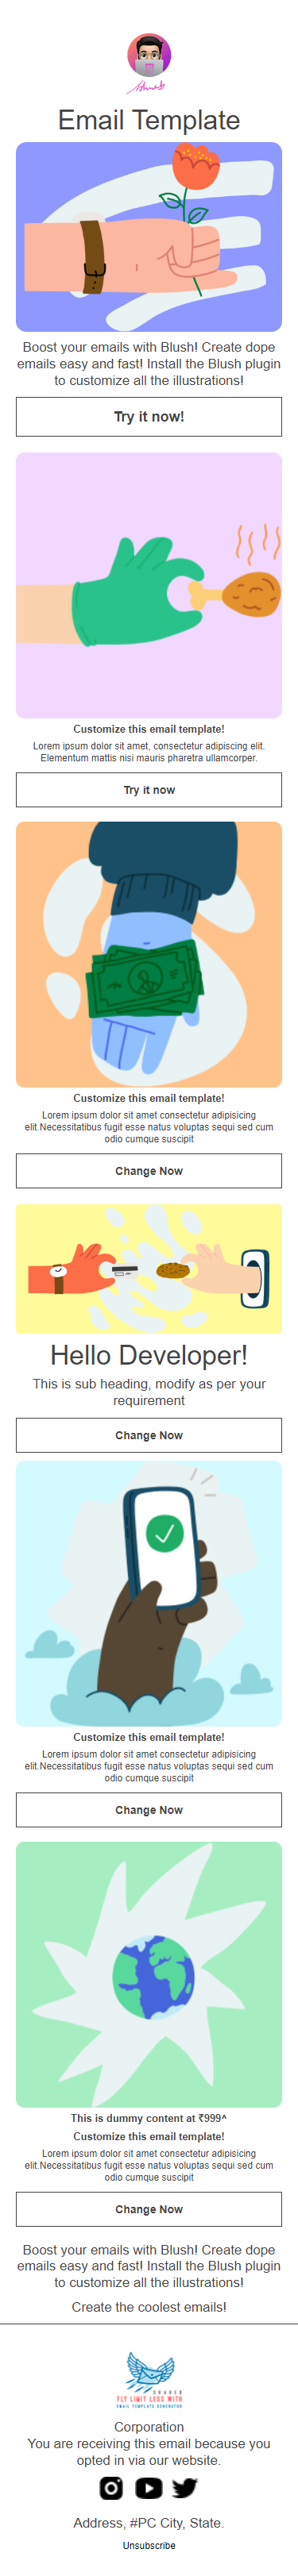 Email Template
Boost your emails with Blush! Create dope
emails easy and fast! Install the Blush plugin
to customize all the illustrations!
Try it now!
Customize this email template!
Lorem ipsum dolor sit amet, consectetur adipiscing elit.
Elementum mattis nisi mauris pharetra ullamcorper.
Try it now
Customize this email template!
Lorem ipsum dolor sit amet consectetur adipisicing
elit.Necessitatibus fugit esse natus voluptas sequi sed cum
odio cumque suscipit
Change Now
Hello Developer!
This is sub heading, modify as per your
requirement
Change Now
Customize this email template!
Lorem ipsum dolor sit amet consectetur adipisicing
elit.Necessitatibus fugit esse natus voluptas sequi sed cum
odio cumque suscipit
Change Now
This is dummy content at ₹999^
Customize this email template!
Lorem ipsum dolor sit amet consectetur adipisicing
elit.Necessitatibus fugit esse natus voluptas sequi sed cum
odio cumque suscipit
Change Now
Boost your emails with Blush! Create dope
emails easy and fast! Install the Blush plugin
to customize all the illustrations!
Create the coolest emails!
FLY LIMIT LESS WITH
EMAIL TEMPLATE GENERATOR
Corporation
You are receiving this email because you
opted in via our website.
Address, #PC City, State.
Unsubscribe